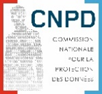 CNPD
COMMISSION
NATIONALE
POUR LA
PROTECTION
DES DONNÉES